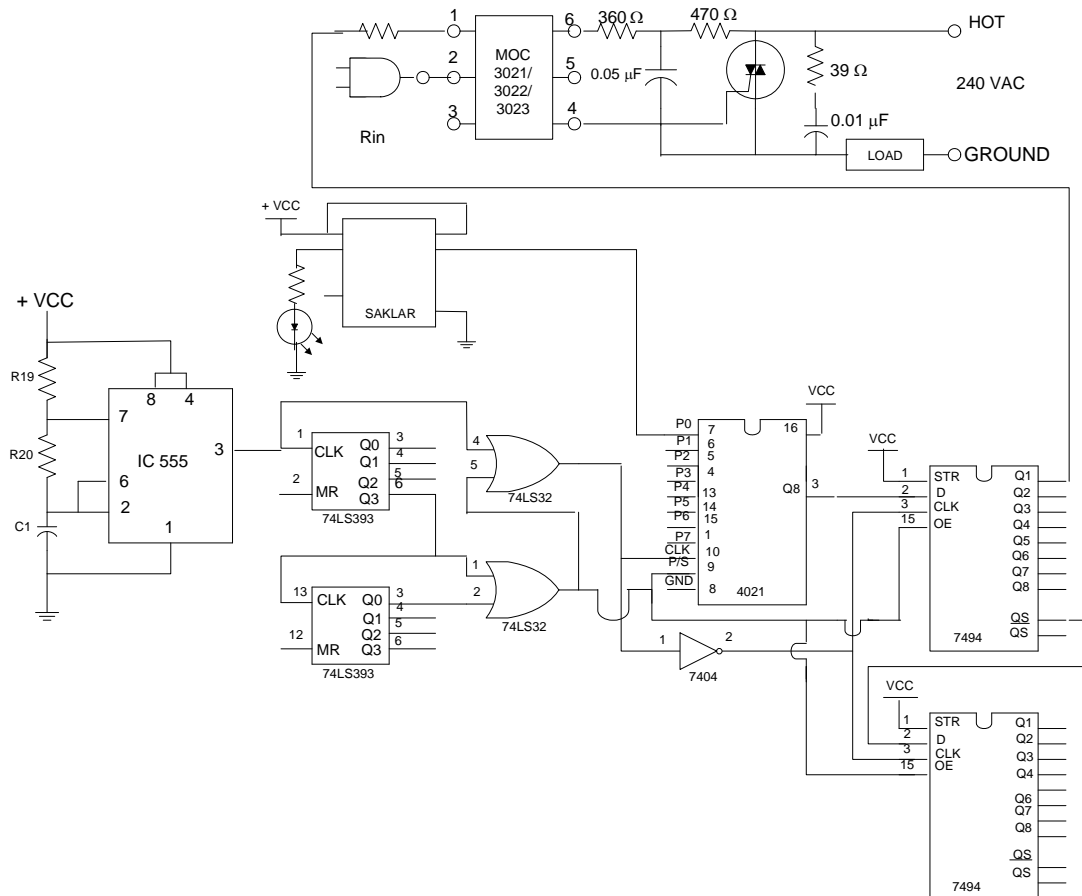 1
6
360 Ω
470 Ω
HOT
MOC
3021/
3022/
3023
2
5
0.05 µF
39 Ω
240 VAC
3
4
Rin
0.01 µF
LOAD
GROUND
+ VCC
SAKLAR
+ VCC
R19
R20
C1
8
4
7
IC 555
3
6
2
1
1
CLK
Q0
3
Q1
4
Q2
5
2
MR
Q3
6
74LS393
13
CLK
Q0
3
Q1
4
Q2
5
12
MR
Q3
6
74LS393
4
5
74LS32
1
2
74LS32
VCC
P0
7
16
P1
6
P2
5
P3
4
P4
13
Q8
3
P5
14
P6
15
P7
1
CLK
10
P/S
9
GND
8
4021
1
2
7404
VCC
1
STR
Q1
2
D
Q2
3
CLK
Q3
15
OE
Q4
Q5
Q6
Q7
Q8
QS
QS
7494
VCC
1
STR
Q1
2
D
Q2
3
CLK
Q3
15
OE
Q4
Q6
Q7
Q8
QS
QS
7494